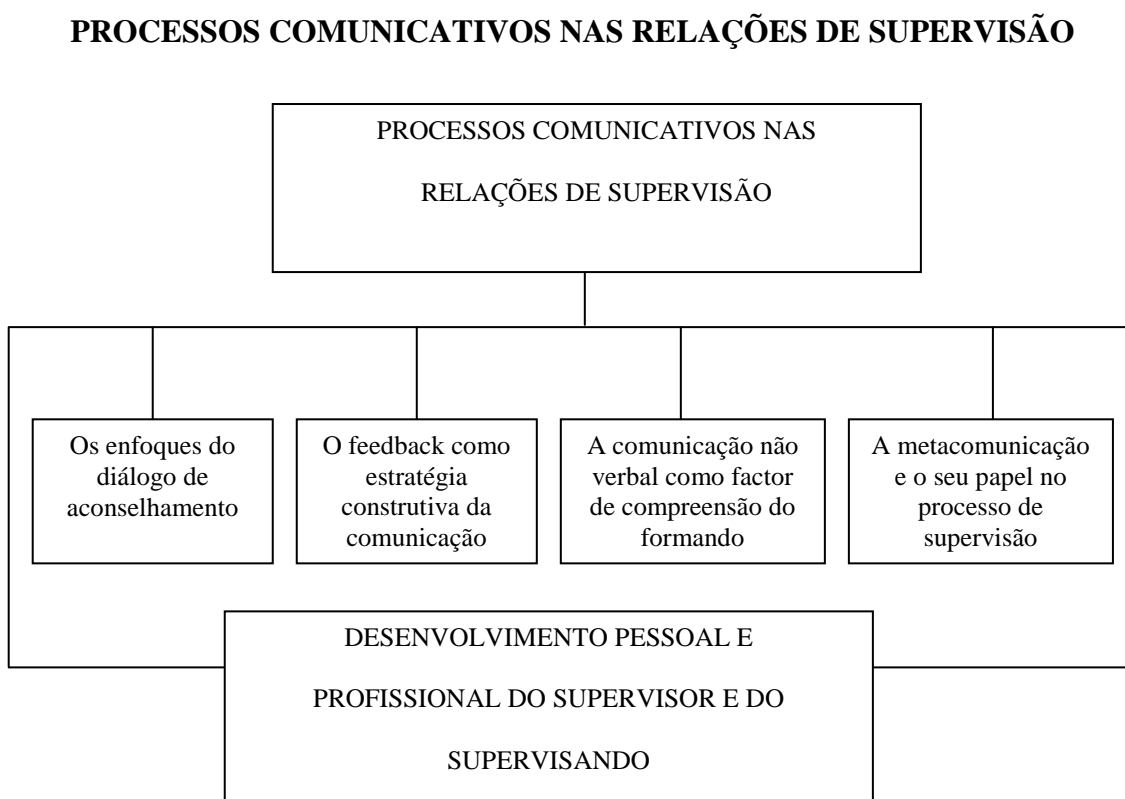 PROCESSOS COMUNICATIVOS NAS RELAÇÕES DE SUPERVISÃO
PROCESSOS COMUNICATIVOS NAS
RELAÇÕES DE SUPERVISÃO
Os enfoques do
diálogo de
aconselhamento
O feedback como
estratégia
construtiva da
comunicação
A comunicação não
verbal como factor
de compreensão do
formando
A metacomunicação
e o seu papel no
processo de
supervisão
DESENVOLVIMENTO PESSOAL E
PROFISSIONAL DO SUPERVISOR E DO
SUPERVISANDO